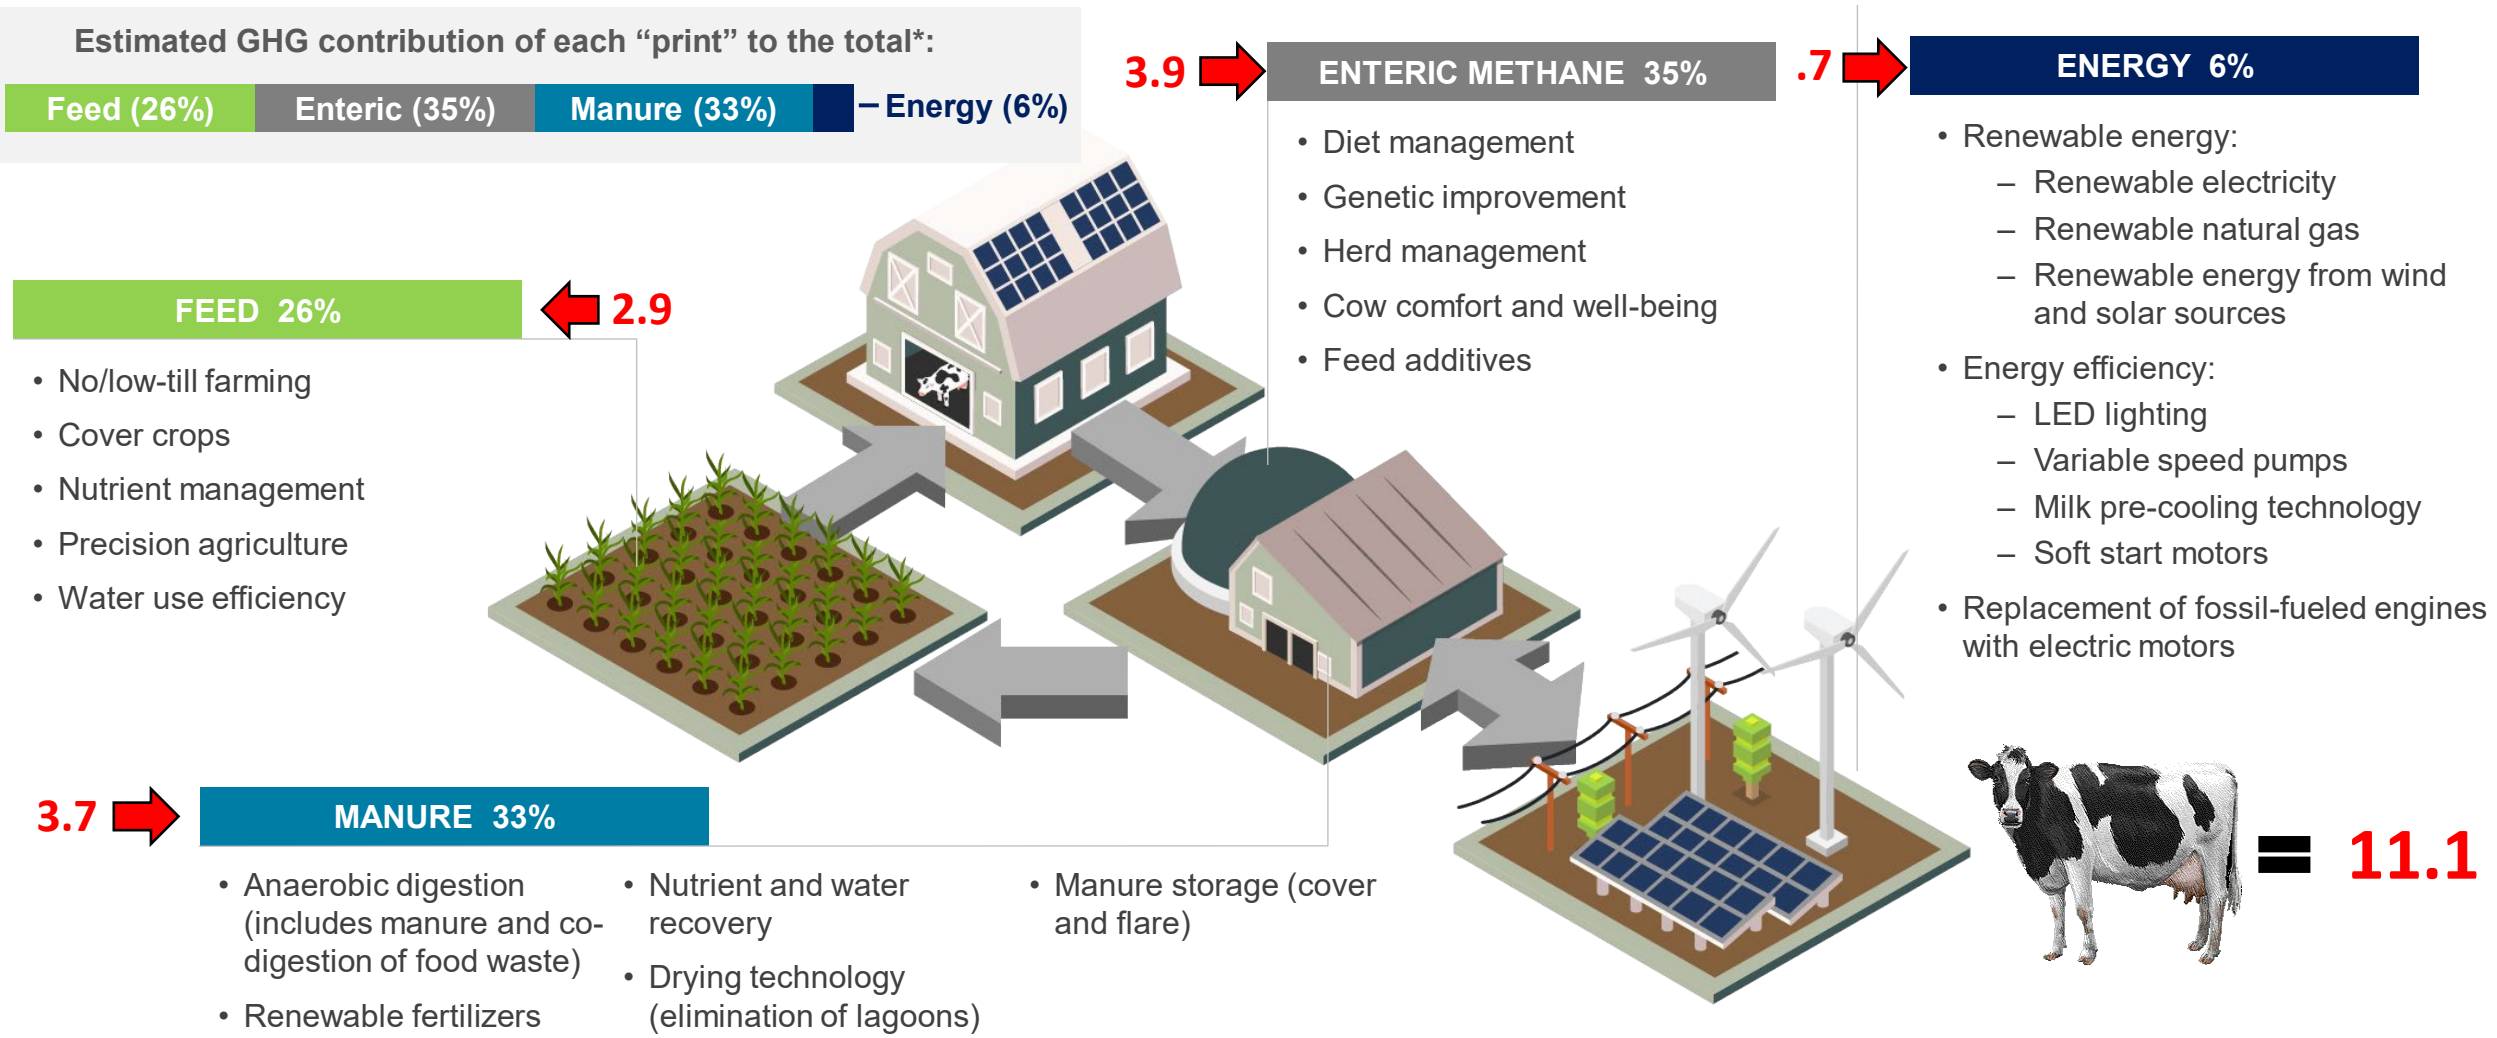 Estimated GHG contribution of each “print” to the total*:
Feed (26%)
Enteric (35%)
Manure (33%)
Energy (6%)
3.9
ENTERIC METHANE 35%
• Diet management
• Genetic improvement
• Herd management
• Cow comfort and well-being
• Feed additives
.7
ENERGY 6%
• Renewable energy:
– Renewable electricity
– Renewable natural gas
– Renewable energy from wind
and solar sources
• Energy efficiency:
– LED lighting
– Variable speed pumps
– Milk pre-cooling technology
– Soft start motors
• Replacement of fossil-fueled engines
with electric motors
FEED 26%
2.9
• No/low-till farming
• Cover crops
• Nutrient management
• Precision agriculture
• Water use efficiency
3.7
MANURE 33%
• Anaerobic digestion
(includes manure and co-
digestion of food waste)
• Renewable fertilizers
• Nutrient and water
recovery
• Drying technology
(elimination of lagoons)
• Manure storage (cover
and flare)
= 11.1